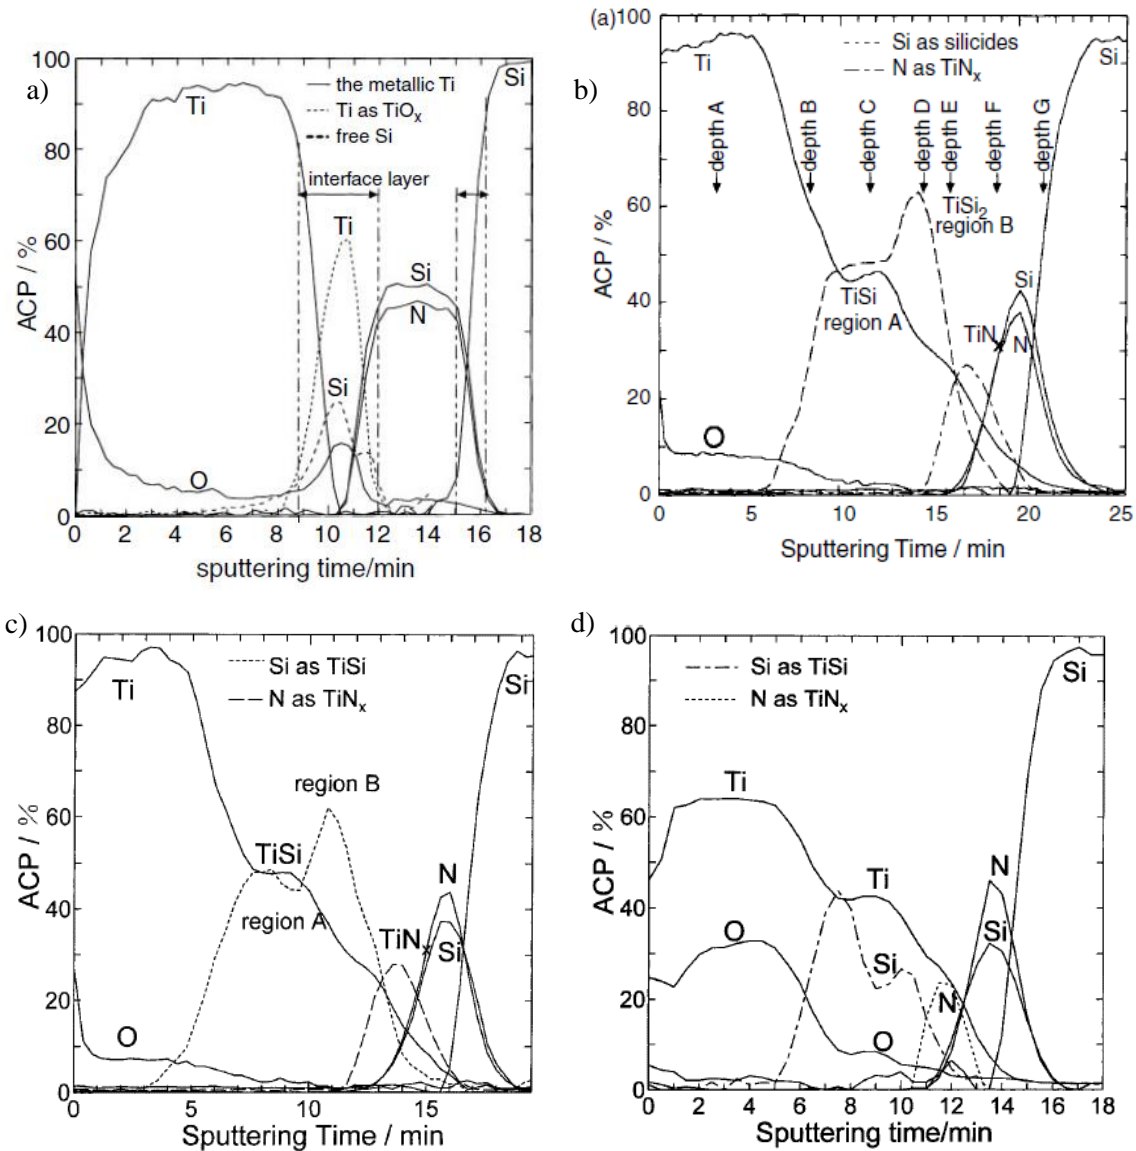 a)
100
80
60
40
20
0
ACP / %
Ti
Si
the metallic Ti
Ti as TiOx
free Si
interface layer
Ti
Si
Si
N
O
0 2 4 6 8 10 12 14 16 18
sputtering time/min
b)
(a) 100
80
60
40
20
0
ACP / %
Ti
Si as silicides
N as TiNx
Si
depth A
depth B
depth C
depth D
depth E
depth F
depth G
TiSi2
region B
TiSi
region A
Si
TiNx
N
O
0 5 10 15 20 25
Sputtering Time / min
c)
100
80
60
40
20
0
ACP / %
Ti
Si as TiSi
N as TiNx
Si
region B
TiSi
region A
N
TiNx
Si
O
0 5 10 15
Sputtering Time / min
d)
100
80
60
40
20
0
ACP / %
Si as TiSi
N as TiNx
Si
Ti
Ti
O
N
Si
Si
N
O
0 2 4 6 8 10 12 14 16 18
Sputtering time/min